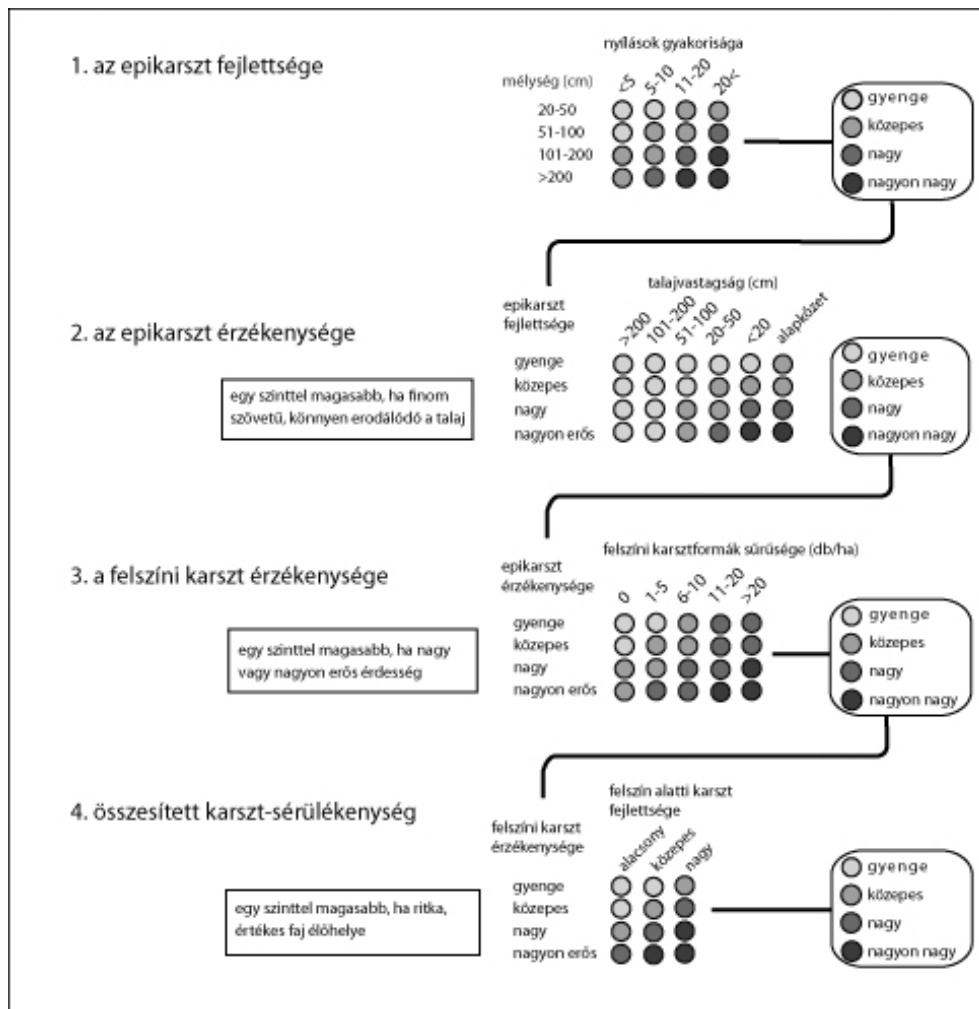 1. az epikarszt fejlettsége
nyílások gyakorisága
mélység (cm)
<5 5-10 11-20 20<
20-50
51-100
101-200
>200
gyenge
közepes
nagy
nagyon nagy
2. az epikarszt érzékenysége
egy szinttel magasabb, ha finom
szövetű, könnyen erodálódó a talaj
epikarszt
fejlettsége
talajvastagság (cm)
>200 101-200 51-100 20-50 <20 alapkőzet
gyenge
közepes
nagy
nagyon erős
gyenge
közepes
nagy
nagyon nagy
3. a felszíni karszt érzékenysége
egy szinttel magasabb, ha nagy
vagy nagyon erős érdesség
epikarszt
érzékenysége
felszíni karsztformák sűrűsége (db/ha)
0 1-5 6-10 11-20 >20
gyenge
közepes
nagy
nagyon erős
gyenge
közepes
nagy
nagyon nagy
4. összesített karszt-sérülékenység
egy szinttel magasabb, ha ritka,
értékes faj élőhelye
felszíni karszt
érzékenysége
felszín alatti karszt
fejlettsége
alacsony közepes nagy
gyenge
közepes
nagy
nagyon erős
gyenge
közepes
nagy
nagyon nagy